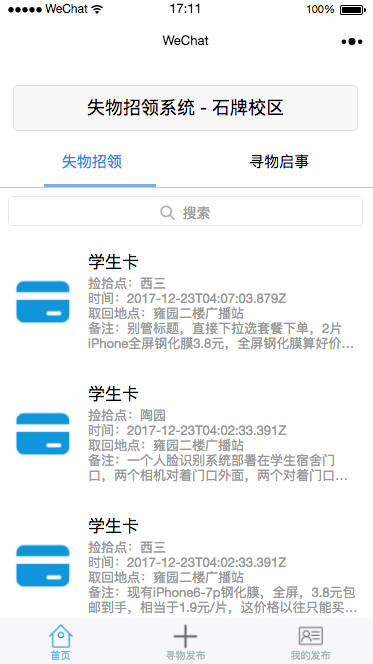 WeChat
17:11
100%
WeChat
失物招领系统 - 石牌校区
失物招领
寻物启事
搜索
学生卡
捡拾点：西三
时间：2017-12-23T04:07:03.879Z
取回地点：雍园二楼广播站
备注：别管标题，直接下拉选套餐下单，2片
iPhone全屏钢化膜3.8元，全屏钢化膜算好价...
学生卡
捡拾点：陶园
时间：2017-12-23T04:02:33.391Z
取回地点：雍园二楼广播站
备注：一个人脸识别系统部署在学生宿舍门
口，两个相机对着门口外面，两个对着门口...
学生卡
捡拾点：西三
时间：2017-12-23T04:02:33.391Z
取回地点：雍园二楼广播站
备注：现有iPhone6-7p钢化膜，全屏，3.8元包
邮到手，相当于1.9元/片，这价格以往只能买...
首页
寻物发布
我的发布